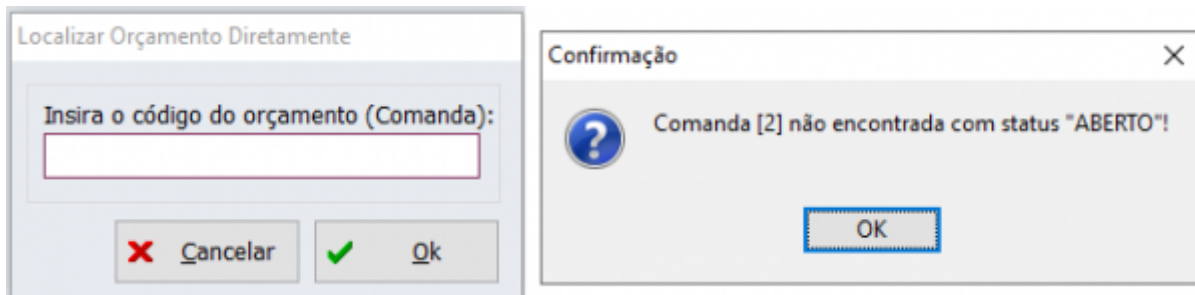 Localizar Orçamento Diretamente
Insira o código do orçamento (Comanda):
Cancelar
Ok
Confirmação
Comanda [2] não encontrada com status "ABERTO"!
OK